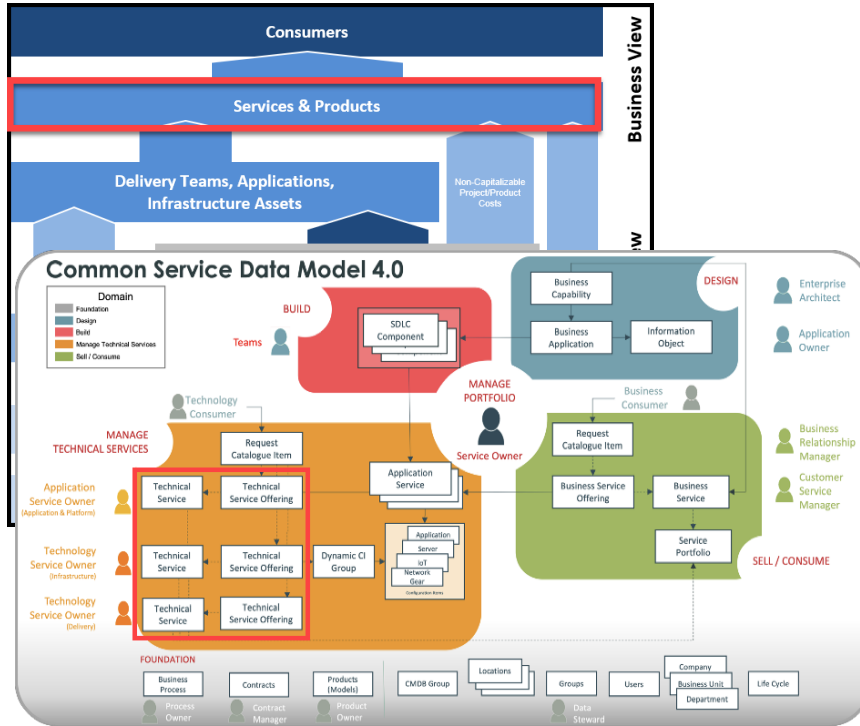 Consumers
Services & Products
Delivery Teams, Applications,
Infrastructure Assets
Non-Capitalizable
Project/Product
Costs
Business View
Common Service Data Model 4.0
Domain
Foundation
Design
Build
Manage Technical Services
Sell / Consume
BUILD
Teams
SDLC
Component
DESIGN
Business
Capability
Business
Application
Information
Object
Enterprise
Architect
Application
Owner
MANAGE
PORTFOLIO
Service Owner
Technology
Consumer
MANAGE
TECHNICAL SERVICES
Request
Catalogue Item
Application
Service Owner
(Application & Platform)
Technical
Service
Technical
Service Offering
Application
Service
Technology
Service Owner
(Infrastructure)
Technical
Service
Technical
Service Offering
Dynamic CI
Group
Application
Server
IoT
Network
Gear
Configuration Items
Technology
Service Owner
(Delivery)
Technical
Service
Technical
Service Offering
Business
Consumer
Request
Catalogue Item
Business Service
Offering
Business
Service
Service
Portfolio
Business
Relationship
Manager
Customer
Service
Manager
SELL / CONSUME
FOUNDATION
Business
Process
Process
Owner
Contracts
Contract
Manager
Products
(Models)
Product
Owner
CMDB Group
Locations
Groups
Data
Steward
Users
Company
Business Unit
Department
Life Cycle